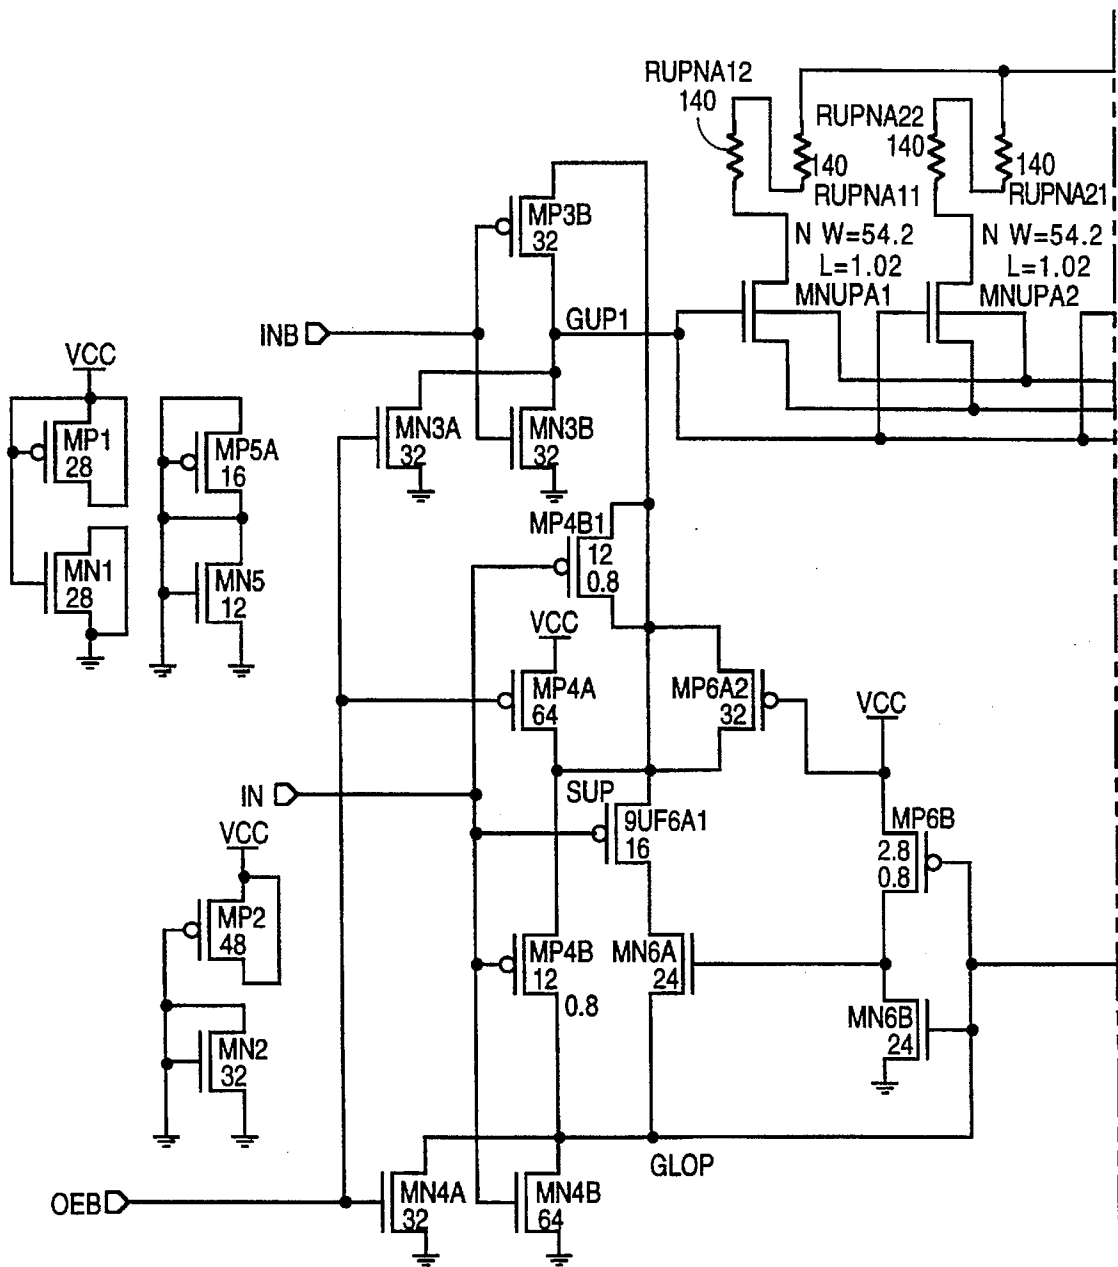 RUPNA12
140
RUPNA22
140
140
RUPNA11
140
RUPNA21
MP3B
32
N W=54.2
L=1.02
MNUPA1
N W=54.2
L=1.02
MNUPA2
INB
GUP1
VCC
MP1
28
MP5A
16
MN3A
32
MN3B
32
MP4B1
12
0.8
MN1
28
MN5
12
VCC
MP4A
64
MP6A2
32
VCC
IN
SUP
9UF6A1
16
MP6B
2.8
0.8
VCC
MP2
48
MP4B
12
0.8
MN6A
24
MN6B
24
MN2
32
GLOP
OEB
MN4A
32
MN4B
64